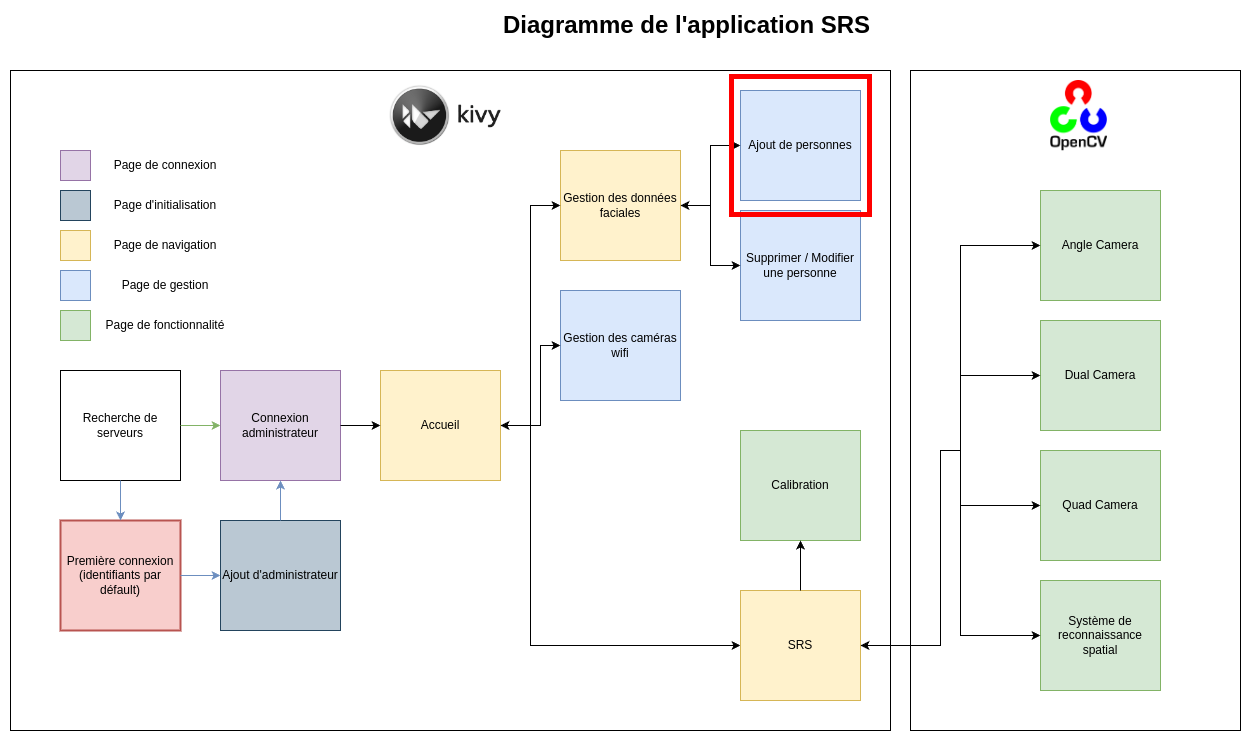 Diagramme de l'application SRS
kivy
Page de connexion
Page d'initialisation
Page de navigation
Page de gestion
Page de fonctionnalité
Recherche de
serveurs
Connexion
administrateur
Accueil
Première connexion
(identifiants par
défault)
Ajout d'administrateur
Gestion des données
faciales
Gestion des caméras
wifi
Ajout de personnes
Supprimer / Modifier
une personne
Calibration
SRS
OpenCV
Angle Camera
Dual Camera
Quad Camera
Système de
reconnaissance
spatial